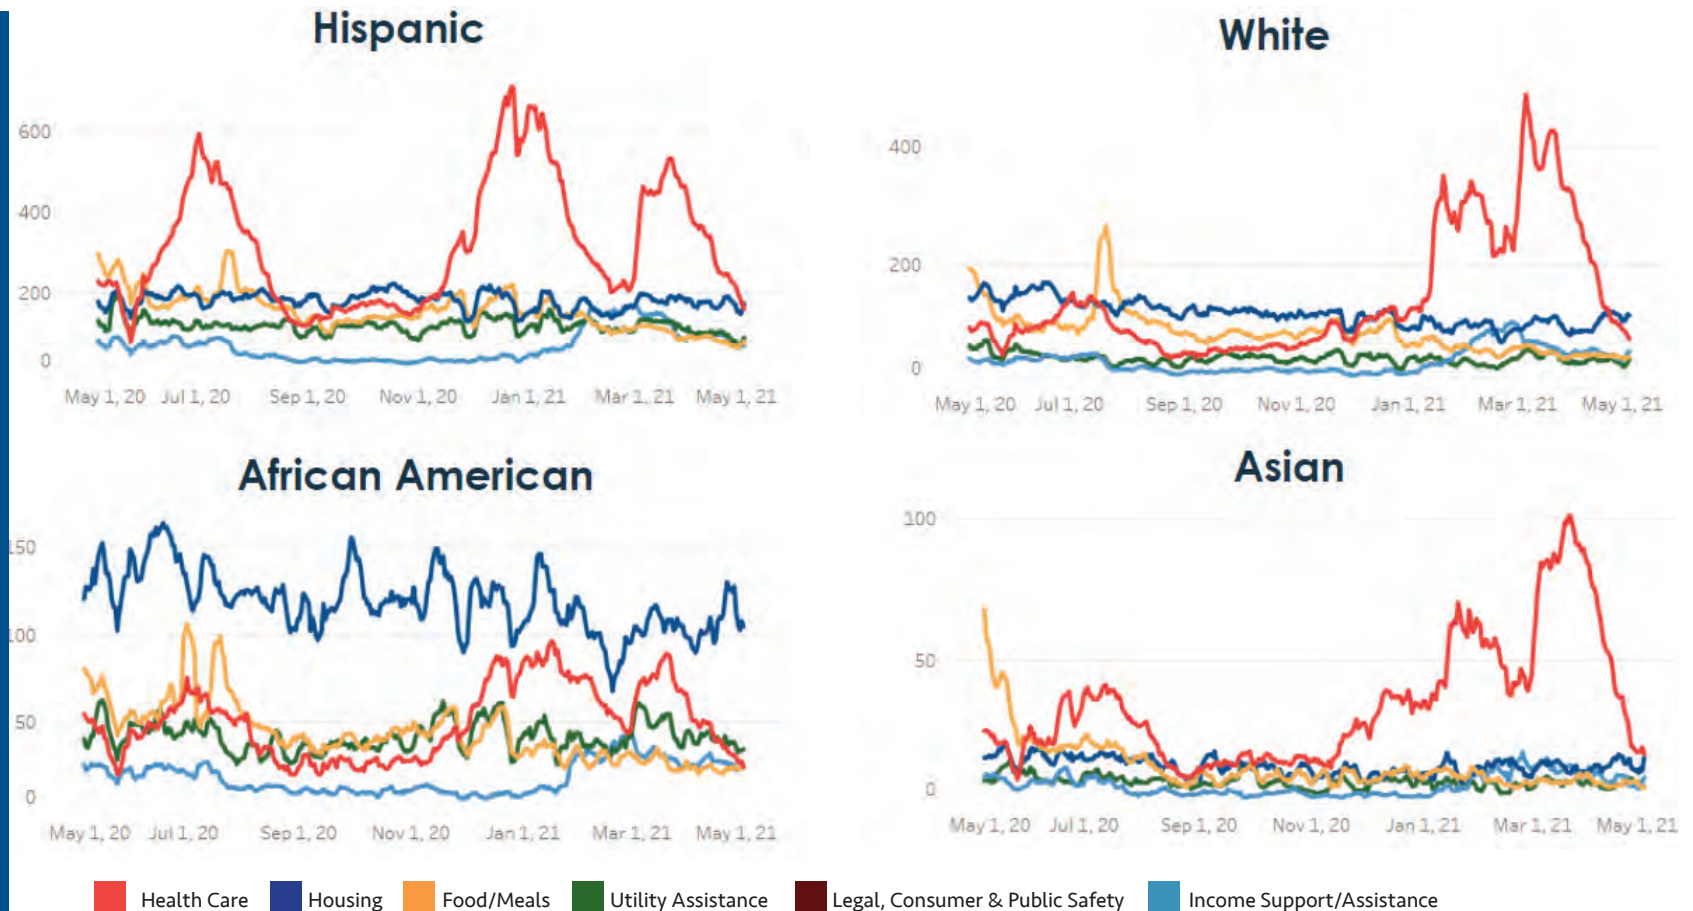 Hispanic
600
400
200
0
May 1, 20 Jul 1, 20 Sep 1, 20 Nov 1, 20 Jan 1, 21 Mar 1, 21 May 1, 21
White
400
200
0
May 1, 20 Jul 1, 20 Sep 1, 20 Nov 1, 20 Jan 1, 21 Mar 1, 21 May 1, 21
African American
150
100
50
0
May 1, 20 Jul 1, 20 Sep 1, 20 Nov 1, 20 Jan 1, 21 Mar 1, 21 May 1, 21
Asian
100
50
0
May 1, 20 Jul 1, 20 Sep 1, 20 Nov 1, 20 Jan 1, 21 Mar 1, 21 May 1, 21
Health Care Housing Food/Meals Utility Assistance Legal, Consumer & Public Safety Income Support/Assistance